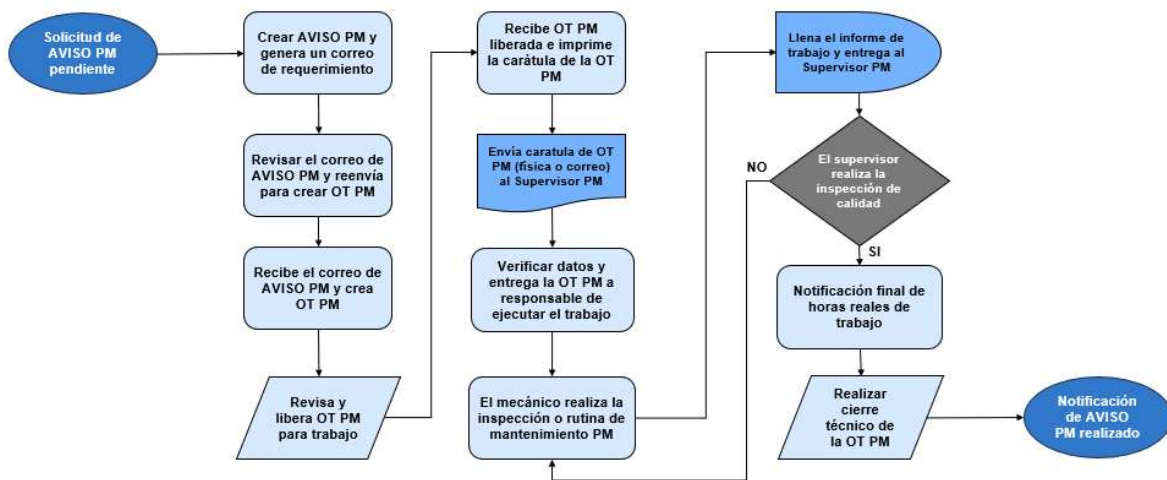 Solicitud de
AVISO PM
pendiente
Crear AVISO PM y
genera un correo
de requerimiento
Revisar el correo de
AVISO PM y reenvía
para crear OT PM
Recibe el correo de
AVISO PM y crea
OT PM
Revisa y
libera OT PM
para trabajo
Recibe OT PM
liberada e imprime
la carátula de la OT
PM
Envía caratula de OT
PM (física o correo)
al Supervisor PM
Verificar datos y
entrega la OT PM a
responsable de
ejecutar el trabajo
El mecánico realiza la
inspección o rutina de
mantenimiento PM
Llena el informe de
trabajo y entrega al
Supervisor PM
El supervisor
realiza la
inspección de
calidad
NO
SI
Notificación final de
horas reales de
trabajo
Realizar
cierre
técnico de
la OT PM
Notificación
de AVISO
PM realizado